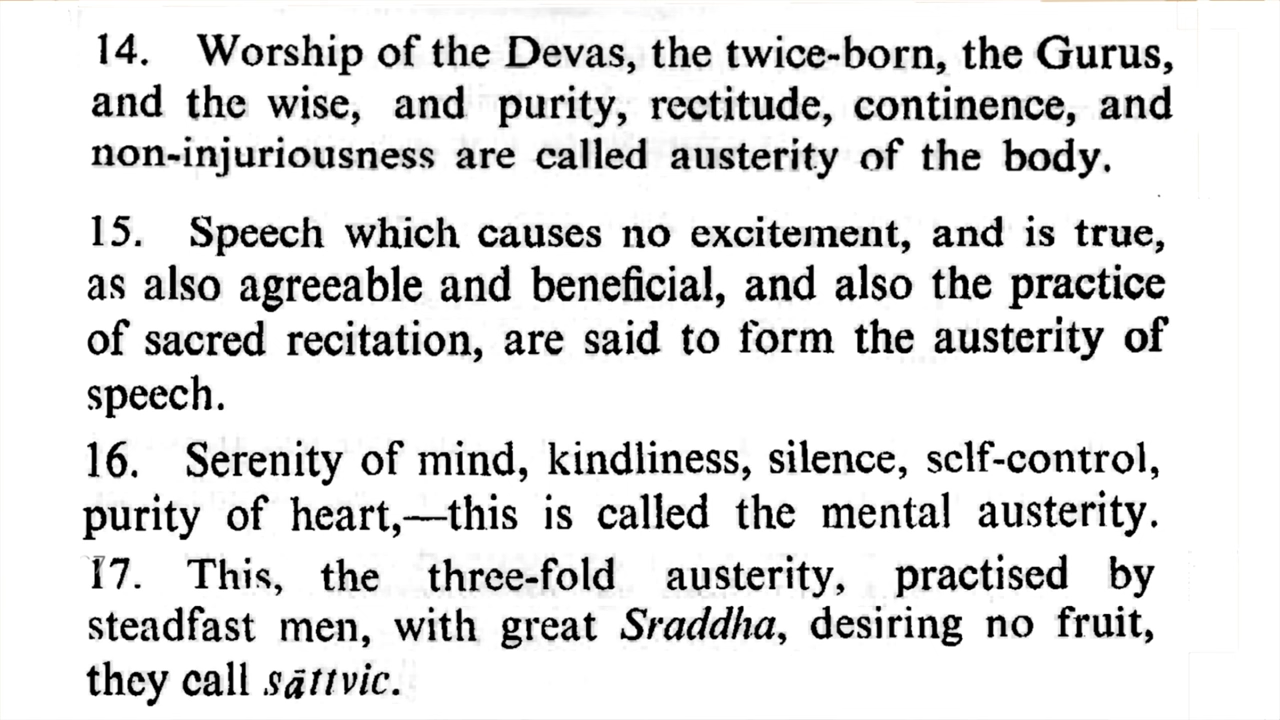 14. Worship of the Devas, the twice-born, the Gurus,
and the wise, and purity, rectitude, continence, and
non-injuriousness are called austerity of the body.
15. Speech which causes no excitement, and is true,
as also agreeable and beneficial, and also the practice
of sacred recitation, are said to form the austerity of
speech.
16. Serenity of mind, kindliness, silence, self-control,
purity of heart,—this is called the mental austerity.
17. This, the three-fold austerity, practised by
steadfast men, with great Sraddha, desiring no fruit,
they call sāttvic.